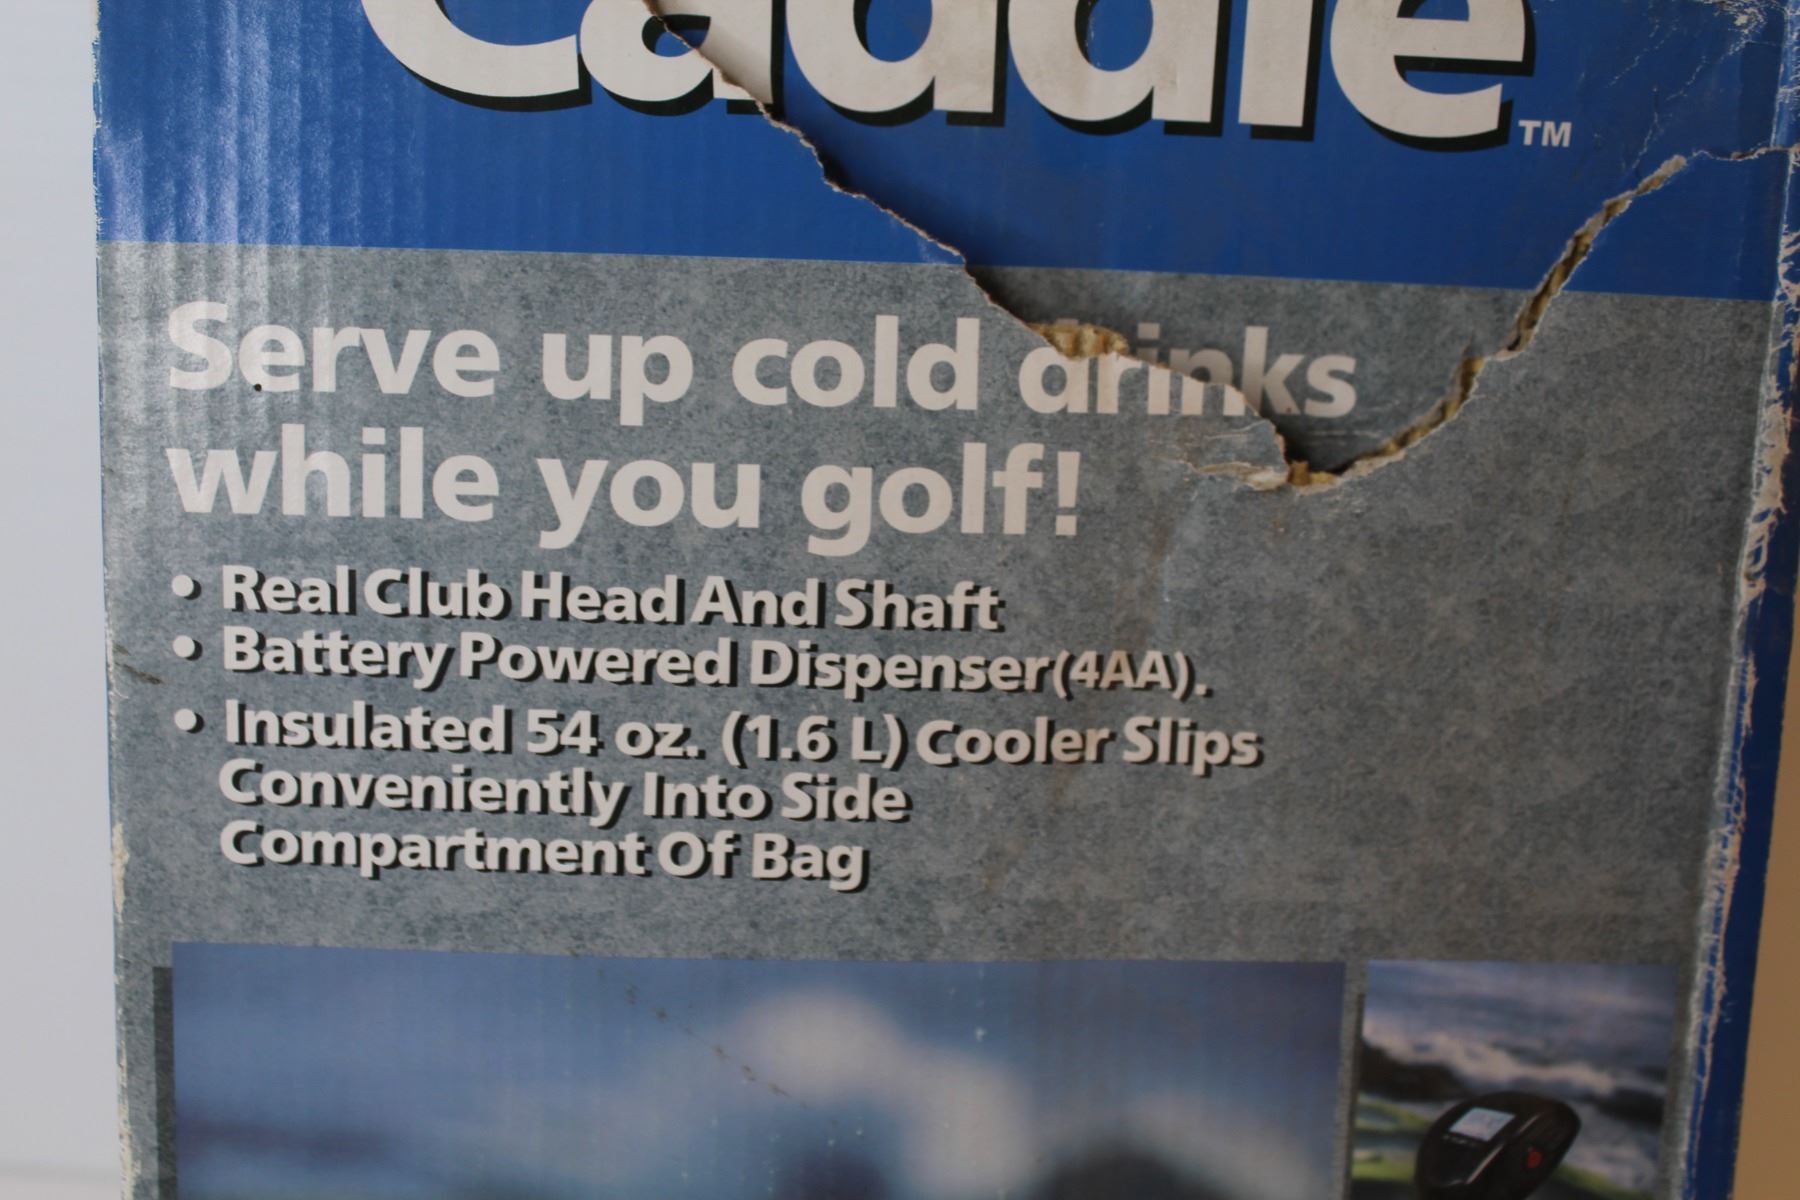 Caddie™
Serve up cold drinks
while you golf!
• Real Club Head And Shaft
• Battery Powered Dispenser(4AA).
• Insulated 54 oz. (1.6 L) Cooler Slips
Conveniently Into Side
Compartment Of Bag